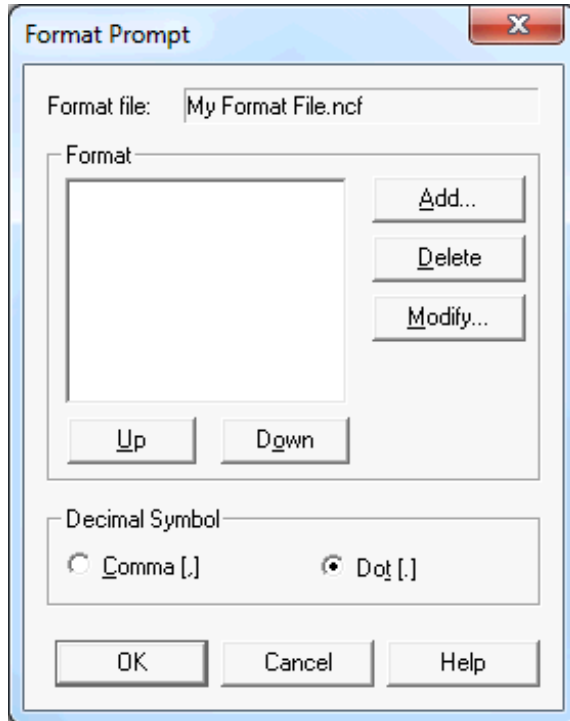 Format Prompt
Format file: My Format File.ncf
Format
Add...
Delete
Modify...
Up Down
Decimal Symbol
Comma [,] Dot [.]
OK Cancel Help